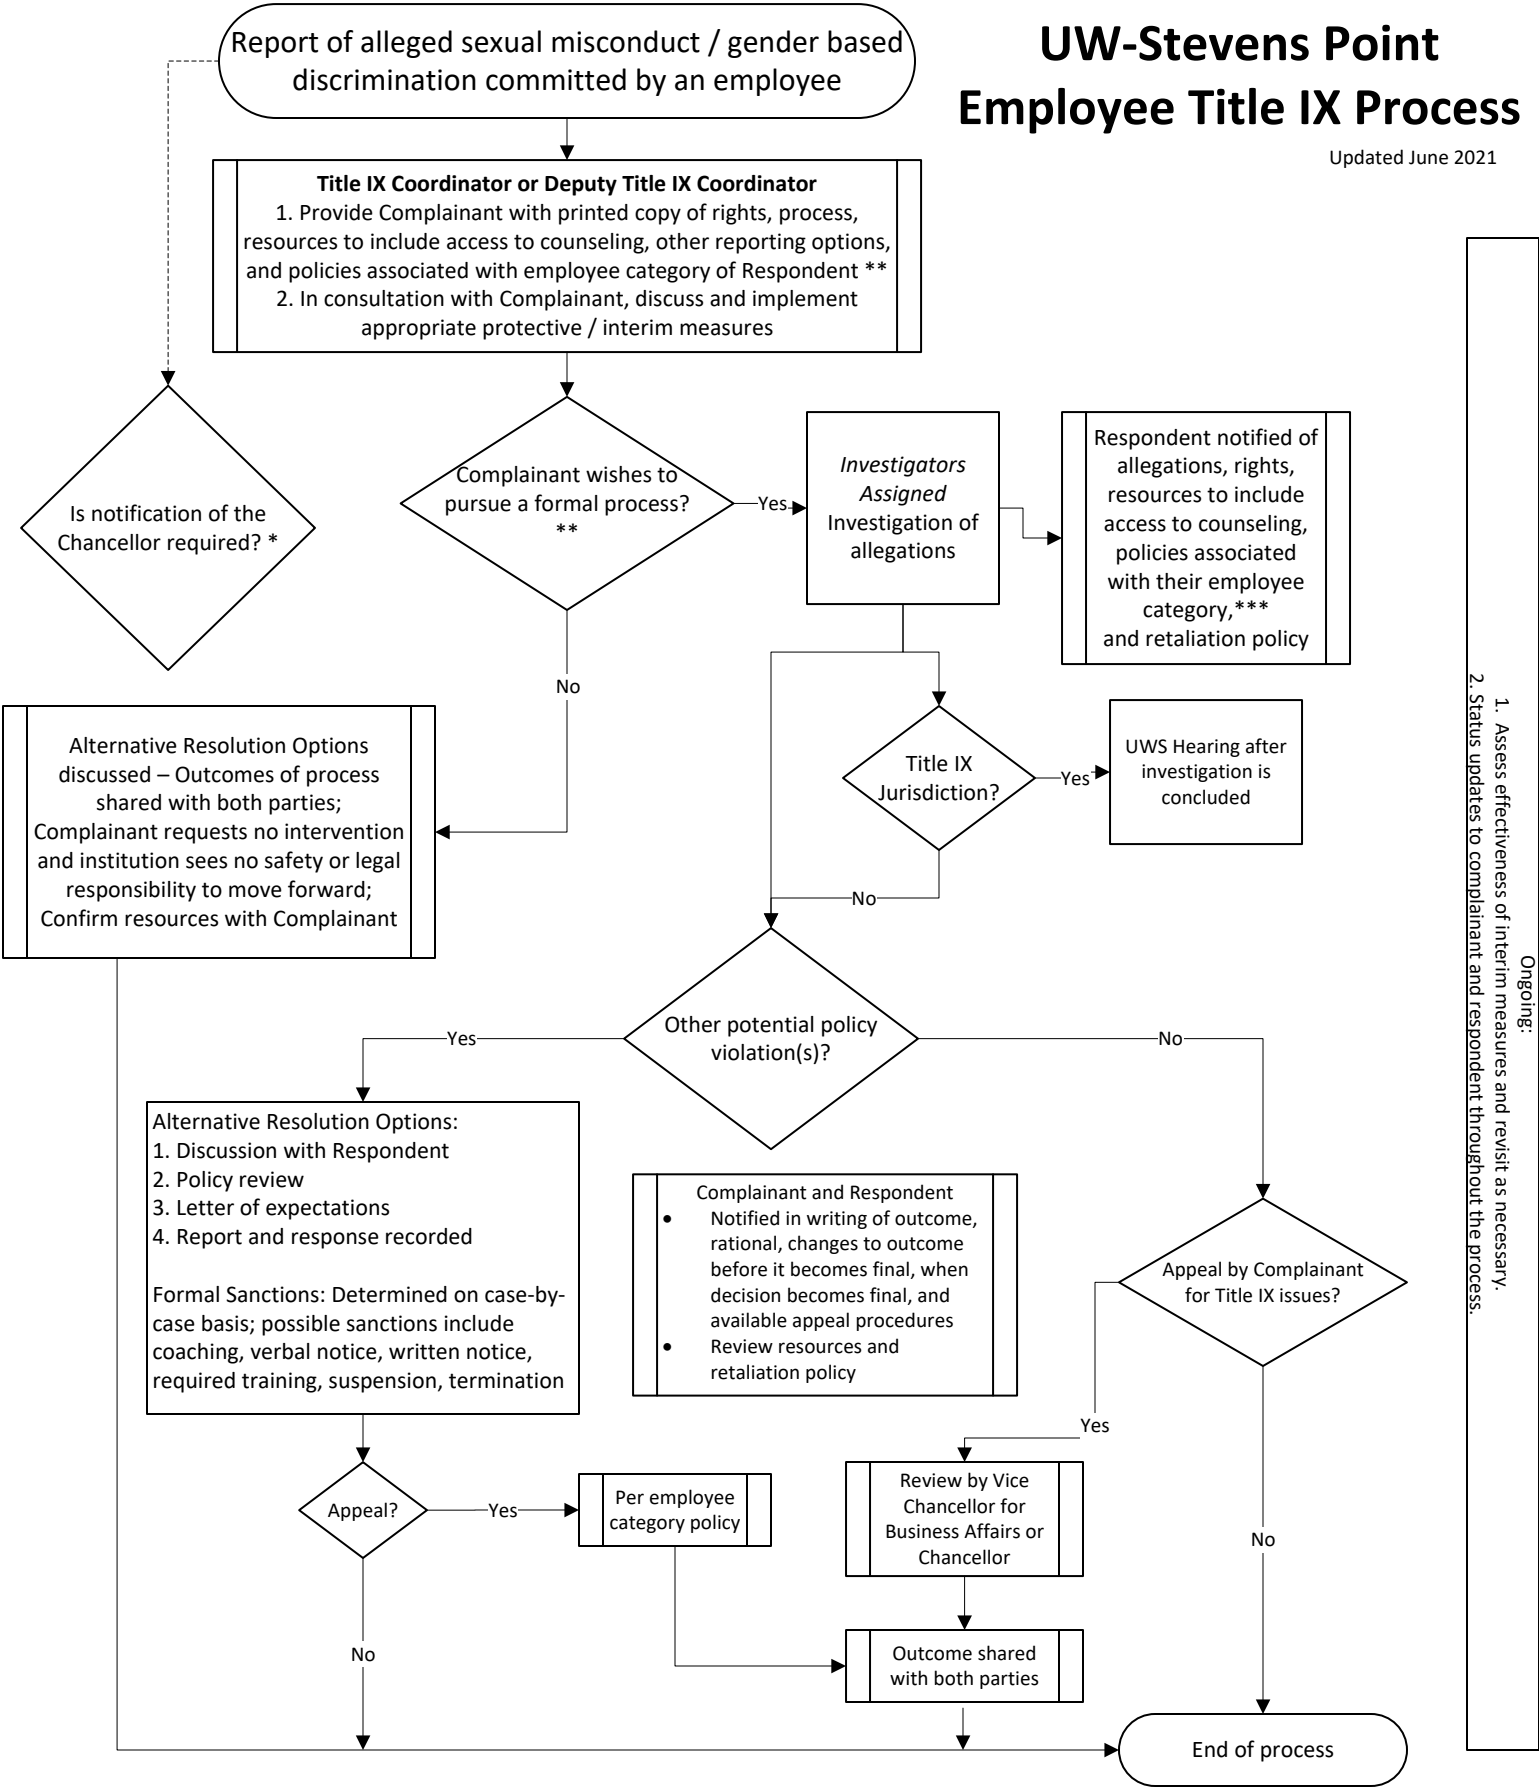 Report of alleged sexual misconduct / gender based
discrimination committed by an employee
UW-Stevens Point
Employee Title IX Process
Updated June 2021
Title IX Coordinator or Deputy Title IX Coordinator
1. Provide Complainant with printed copy of rights, process,
resources to include access to counseling, other reporting options,
and policies associated with employee category of Respondent **
2. In consultation with Complainant, discuss and implement
appropriate protective / interim measures
Is notification of the
Chancellor required? *
Complainant wishes to
pursue a formal process?
**
Yes
Investigators
Assigned
Investigation of
allegations
Respondent notified of
allegations, rights,
resources to include
access to counseling,
policies associated
with their employee
category,***
and retaliation policy
No
Alternative Resolution Options
discussed – Outcomes of process
shared with both parties;
Complainant requests no intervention
and institution sees no safety or legal
responsibility to move forward;
Confirm resources with Complainant
Title IX
Jurisdiction?
Yes
UWS Hearing after
investigation is
concluded
No
Other potential policy
violation(s)?
Yes
No
Alternative Resolution Options:
1. Discussion with Respondent
2. Policy review
3. Letter of expectations
4. Report and response recorded
Formal Sanctions: Determined on case-by-
case basis; possible sanctions include
coaching, verbal notice, written notice,
required training, suspension, termination
Complainant and Respondent
• Notified in writing of outcome,
rational, changes to outcome
before it becomes final, when
decision becomes final, and
available appeal procedures
• Review resources and
retaliation policy
Appeal by Complainant
for Title IX issues?
Yes
No
Appeal?
Yes
Per employee
category policy
Review by Vice
Chancellor for
Business Affairs or
Chancellor
No
Outcome shared
with both parties
End of process
Ongoing:
1. Assess effectiveness of interim measures and revisit as necessary.
2. Status updates to complainant and respondent throughout the process.